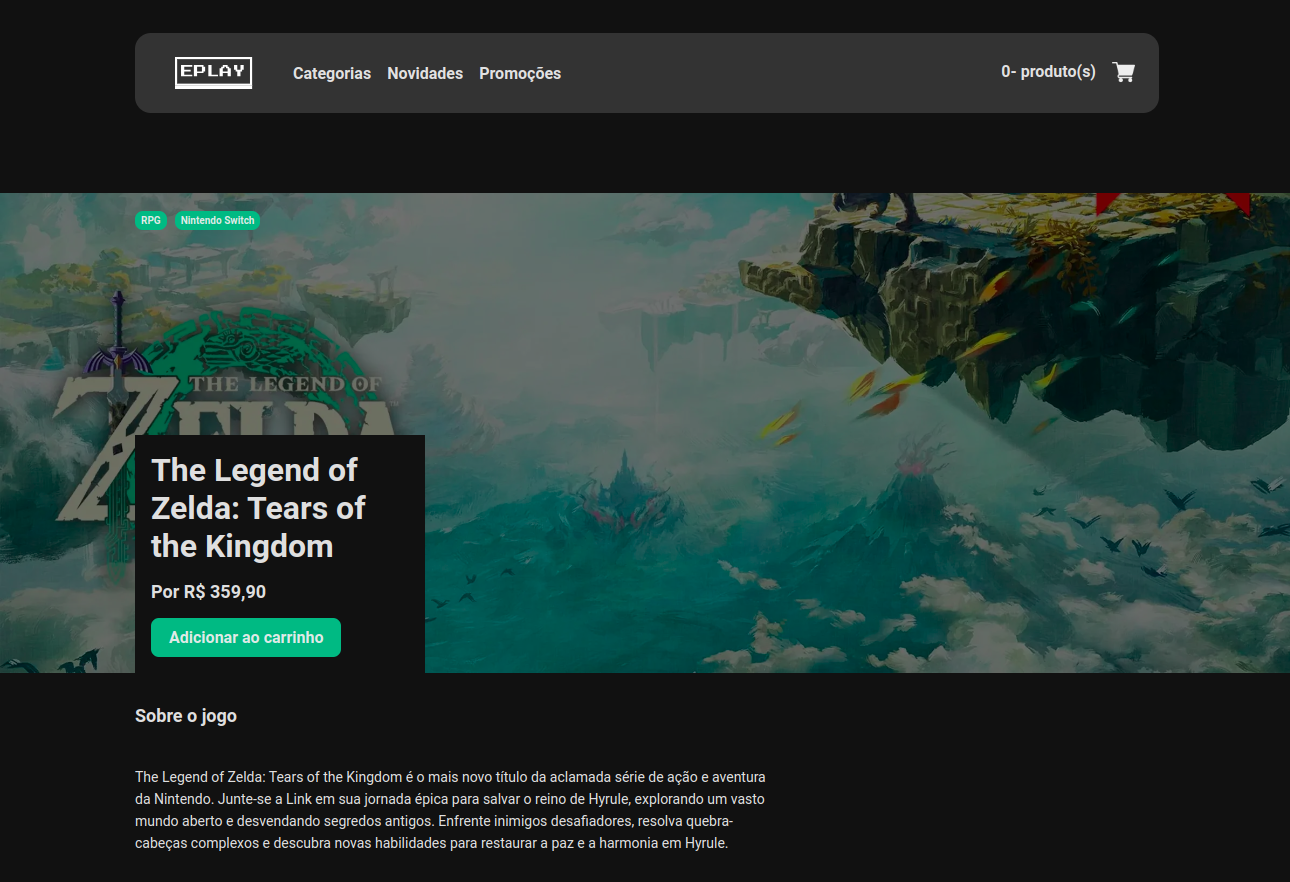 EPLAY
Categorias Novidades Promoções
0- produto(s)
RPG Nintendo Switch
THE LEGEND OF
ZELDA
The Legend of
Zelda: Tears of
the Kingdom
Por R$ 359,90
Adicionar ao carrinho
Sobre o jogo
The Legend of Zelda: Tears of the Kingdom é o mais novo título da aclamada série de ação e aventura
da Nintendo. Junte-se a Link em sua jornada épica para salvar o reino de Hyrule, explorando um vasto
mundo aberto e desvendando segredos antigos. Enfrente inimigos desafiadores, resolva quebra-
cabeças complexos e descubra novas habilidades para restaurar a paz e a harmonia em Hyrule.